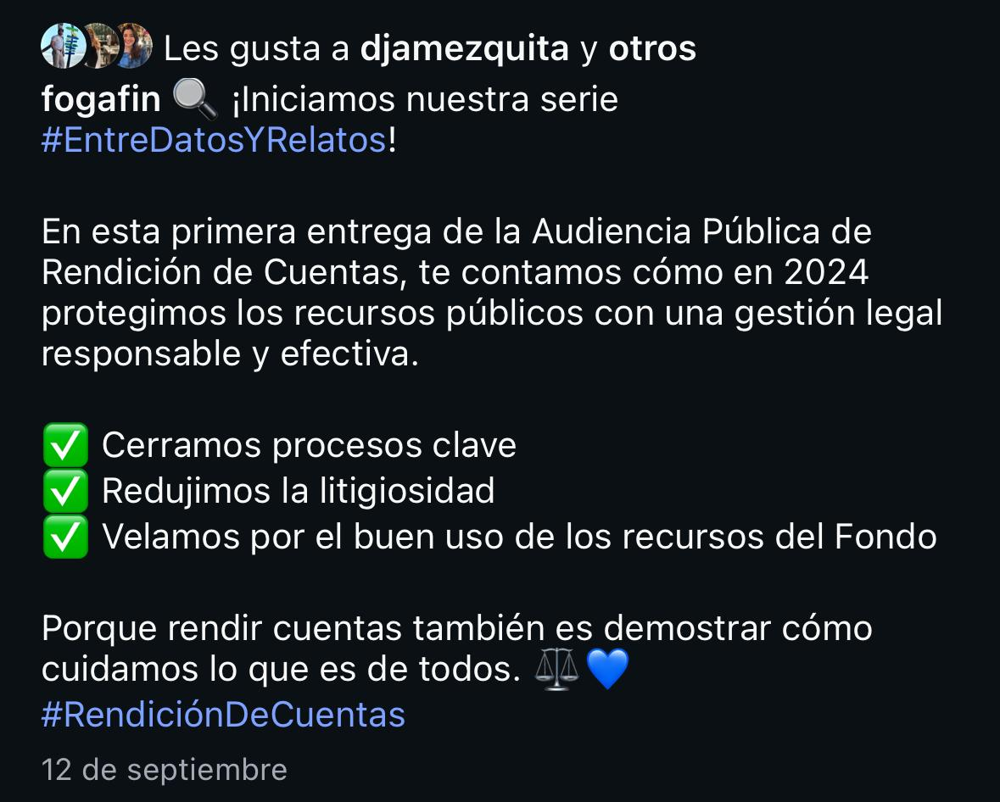 Les gusta a djamezquita y otros
fogafin 🔍 ¡Iniciamos nuestra serie
#EntreDatosYRelatos!
En esta primera entrega de la Audiencia Pública de
Rendición de Cuentas, te contamos cómo en 2024
protegimos los recursos públicos con una gestión legal
responsable y efectiva.
✅ Cerramos procesos clave
✅ Redujimos la litigiosidad
✅ Velamos por el buen uso de los recursos del Fondo
Porque rendir cuentas también es demostrar cómo
cuidamos lo que es de todos. ⚖️💙
#RendiciónDeCuentas
12 de septiembre